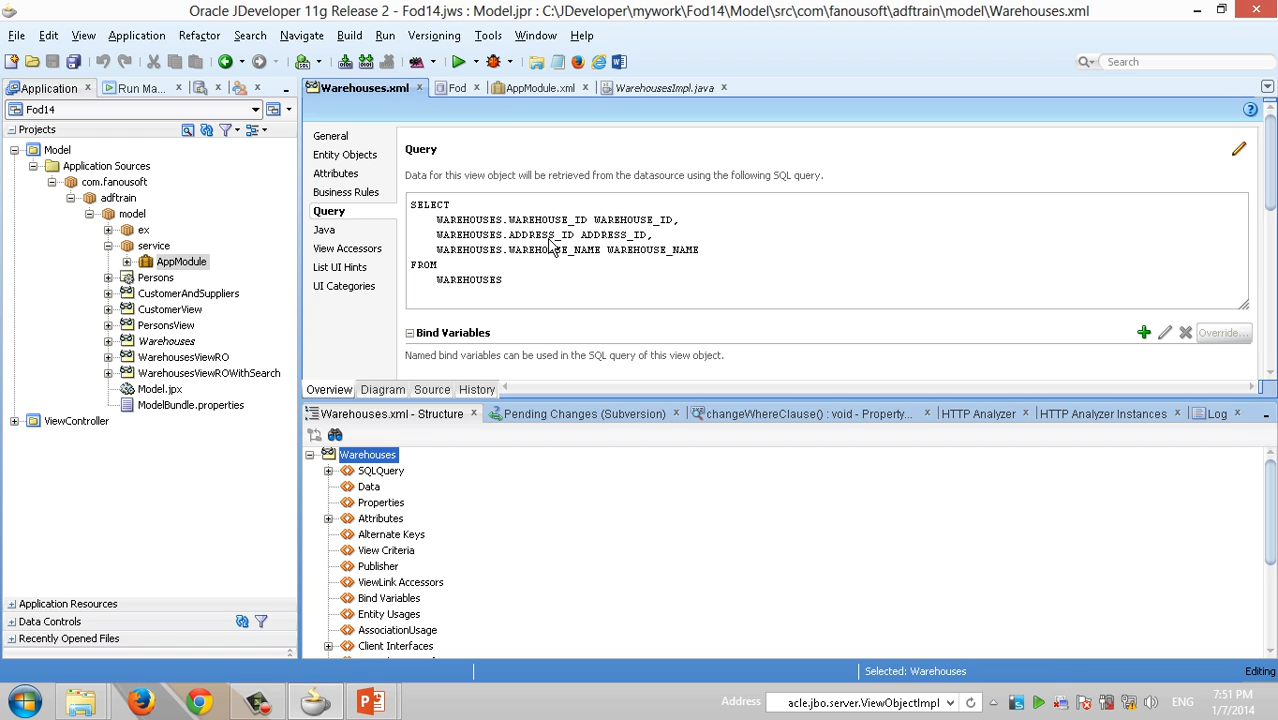 Oracle JDeveloper 11g Release 2 - Fod14.jws : Model.jpr : C:\JDeveloper\mywork\Fod14\Model\src\com\fanousoft\adftrain\model\Warehouses.xml
File Edit View Application Refactor Search Navigate Build Run Versioning Tools Window Help
Search
Application Run Ma...
Warehouses.xml Fod AppModule.xml WarehousesImpl.java
Fod14
Projects
Model
Application Sources
com.fanousoft
adftrain
model
ex
service
AppModule
Persons
CustomerAndSuppliers
CustomerView
PersonsView
Warehouses
WarehousesViewRO
WarehousesViewROWithSearch
Model.jpx
ModelBundle.properties
ViewController
Application Resources
Data Controls
Recently Opened Files
General
Entity Objects
Attributes
Business Rules
Query
Java
View Accessors
List UI Hints
UI Categories
Query
Data for this view object will be retrieved from the datasource using the following SQL query.
SELECT
WAREHOUSES.WAREHOUSE_ID WAREHOUSE_ID,
WAREHOUSES.ADDRESS_ID ADDRESS_ID,
WAREHOUSES.WAREHOUSE_NAME WAREHOUSE_NAME
FROM
WAREHOUSES
Bind Variables
Override...
Named bind variables can be used in the SQL query of this view object.
Overview Diagram Source History
Warehouses.xml - Structure Pending Changes (Subversion) changeWhereClause() : void - Property... HTTP Analyzer HTTP Analyzer Instances Log
Warehouses
SQLQuery
Data
Properties
Attributes
Alternate Keys
View Criteria
Publisher
ViewLink Accessors
Bind Variables
Entity Usages
AssociationUsage
Client Interfaces
Selected: Warehouses
Editing
Address acle.jbo.server.ViewObjectImpl
ENG
7:51 PM
1/7/2014